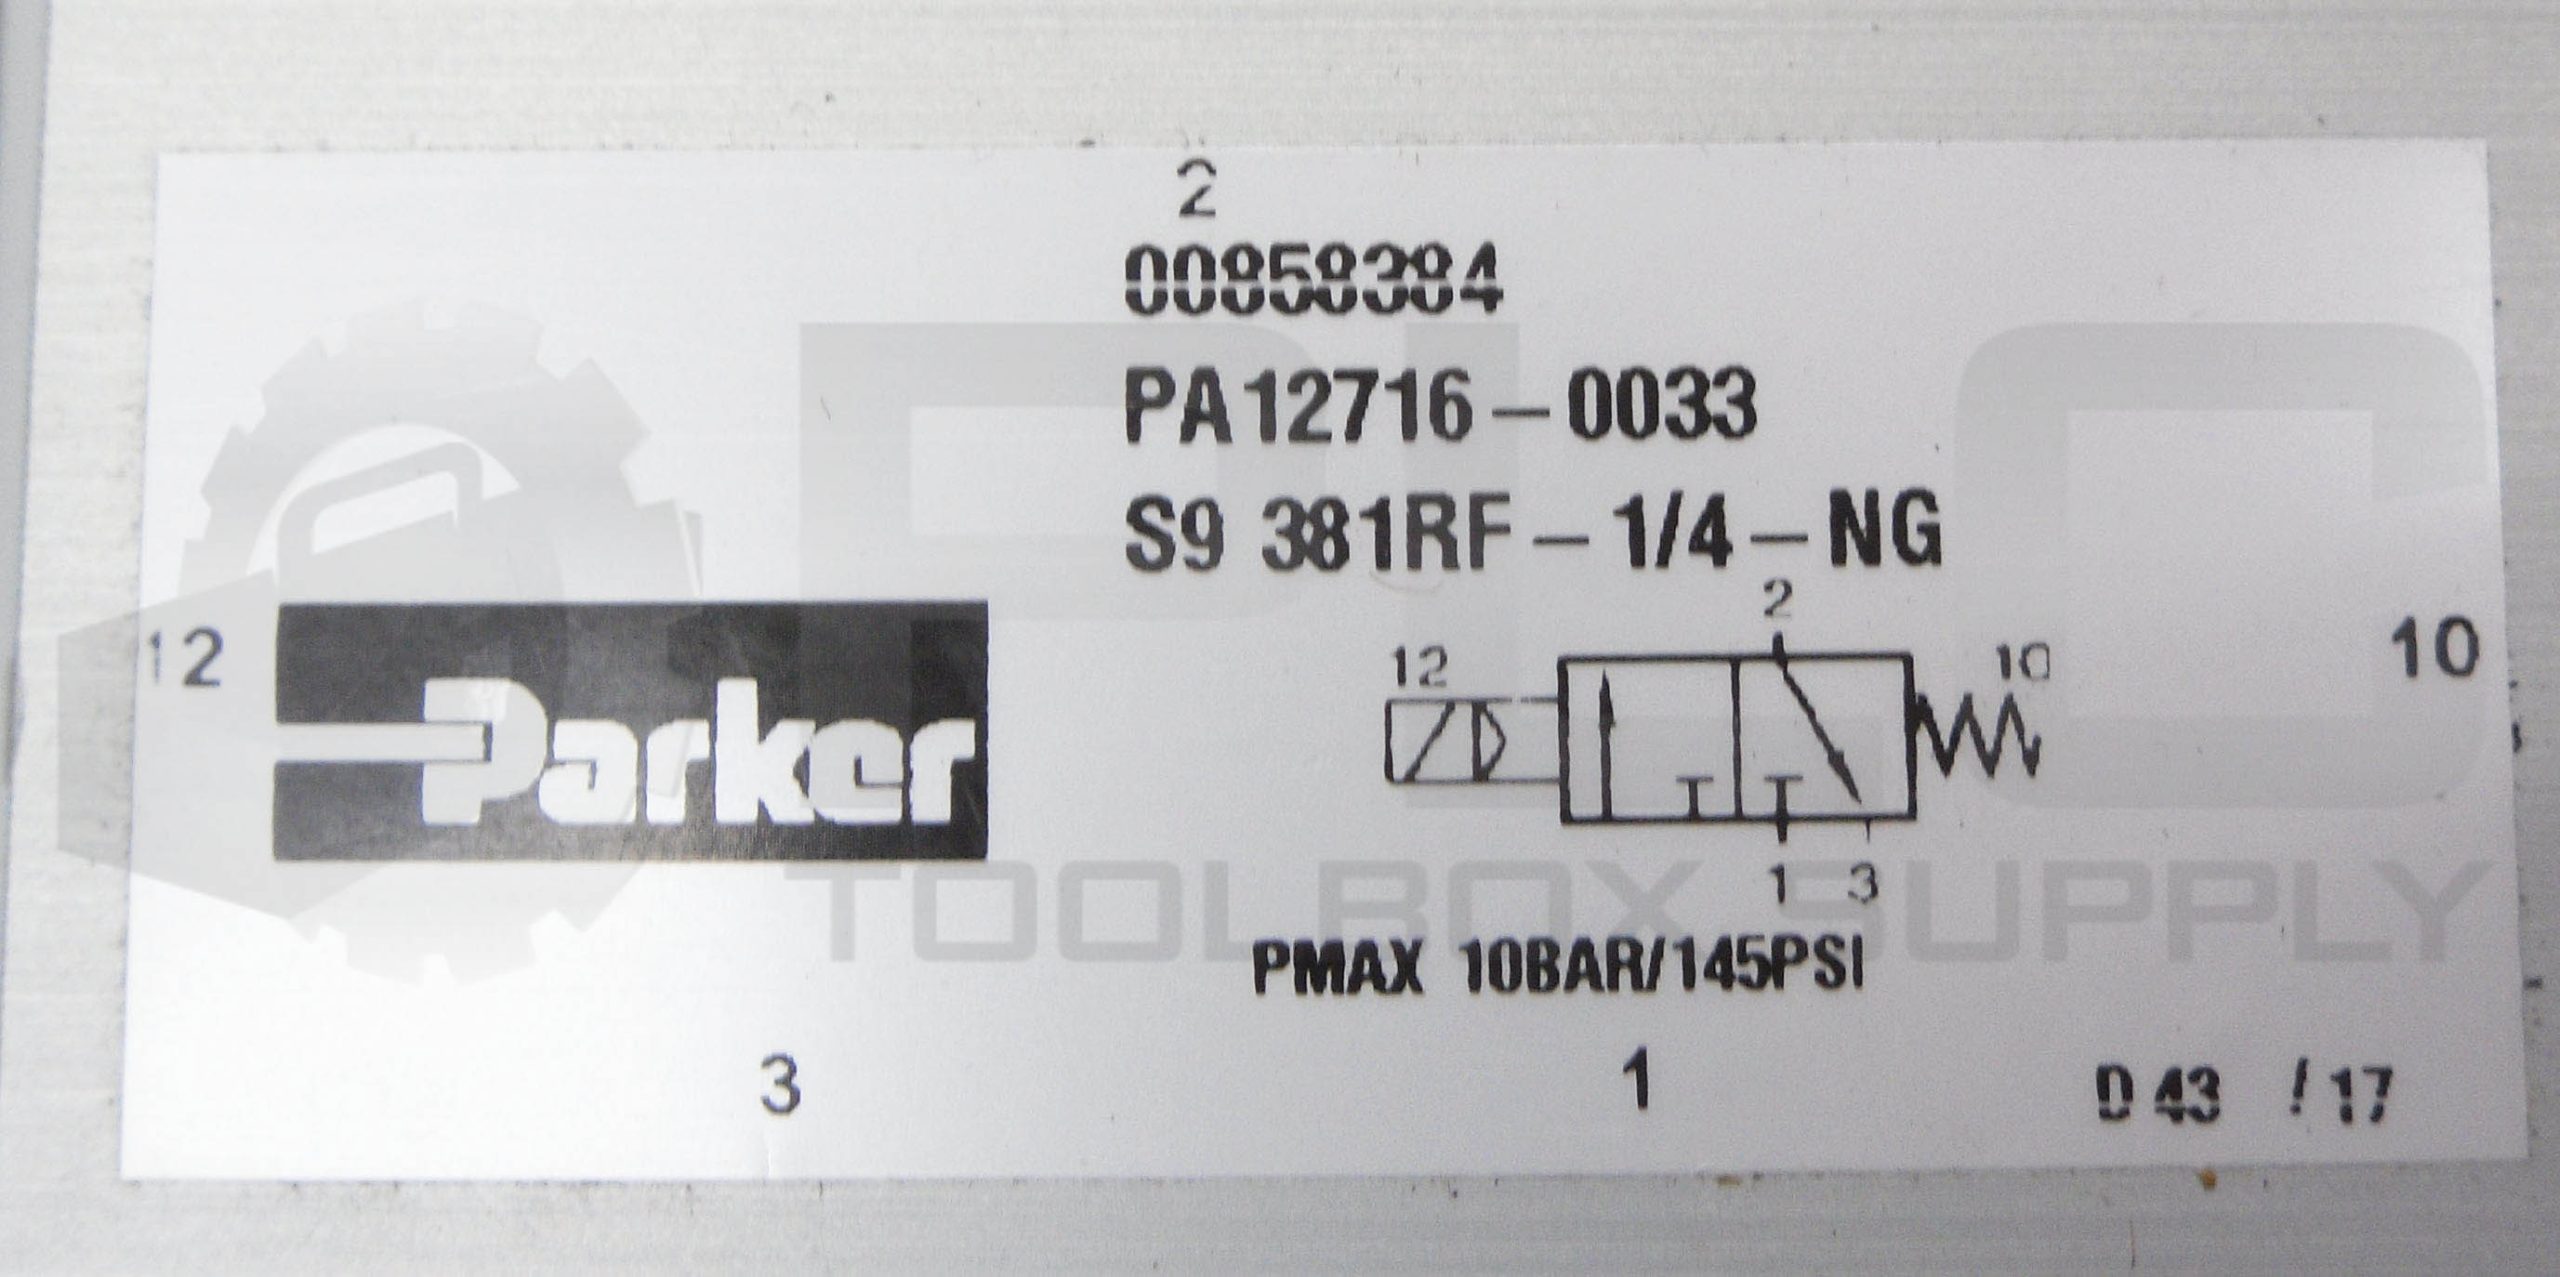 2
00858384
PA12716-0033
S9 381RF-1/4-NG
2
12
10
12
Parker
10
1 3
PLC
TOOLBOX SUPPLY
PMAX 10BAR/145PSI
3
1
D 43 / 17